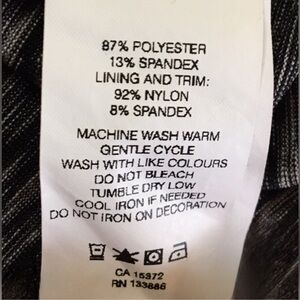 87% POLYESTER
13% SPANDEX
LINING AND TRIM:
92% NYLON
8% SPANDEX
MACHINE WASH WARM
GENTLE CYCLE
WASH WITH LIKE COLOURS
DO NOT BLEACH
TUMBLE DRY LOW
COOL IRON IF NEEDED
DO NOT IRON ON DECORATION
CA 15372
RN 133886